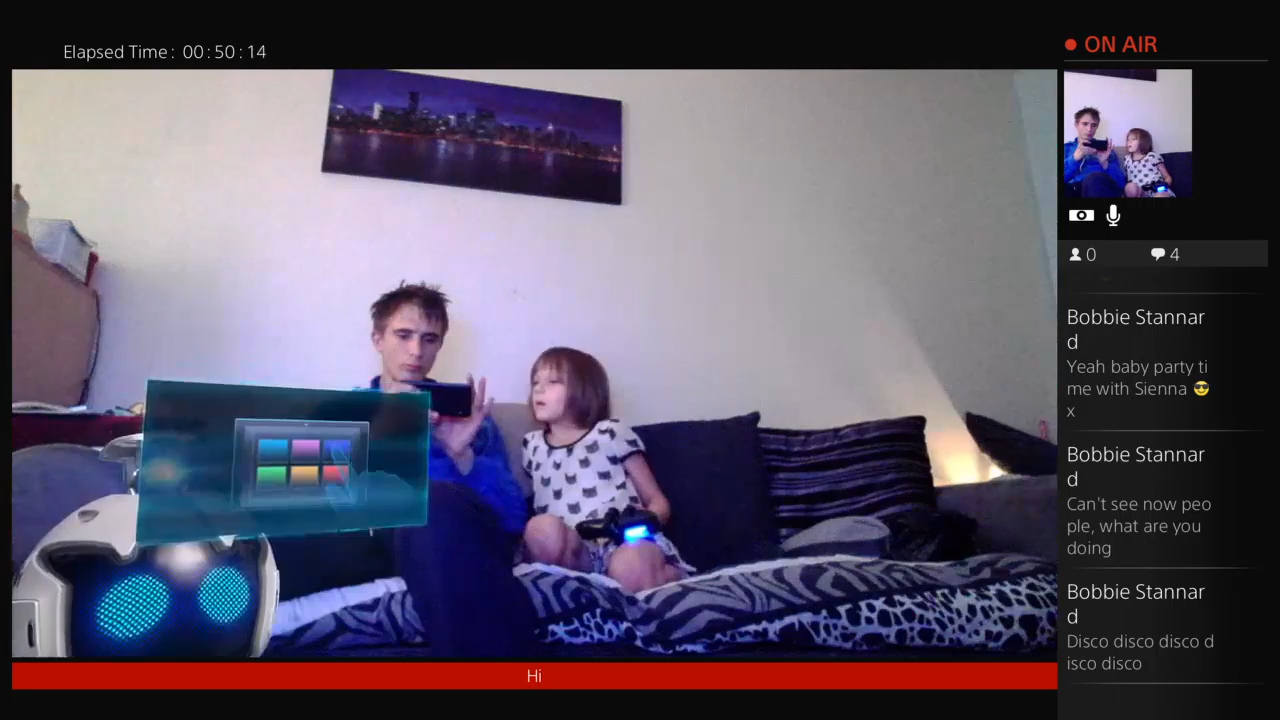 Elapsed Time: 00:50:14
ON AIR
0
4
Bobbie Stannar
d
Yeah baby party ti
me with Sienna 😎
x
Bobbie Stannar
d
Can't see now peo
ple, what are you
doing
Bobbie Stannar
d
Disco disco disco d
isco disco
Hi